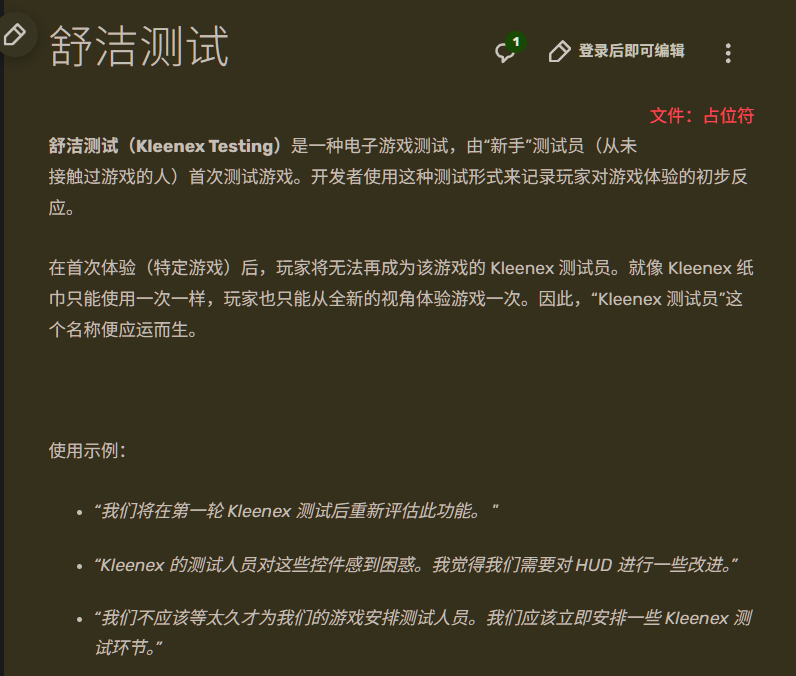 舒洁测试
1
登录后即可编辑
文件：占位符
舒洁测试（Kleenex Testing）是一种电子游戏测试，由“新手”测试员（从未
接触过游戏的人）首次测试游戏。开发者使用这种测试形式来记录玩家对游戏体验的初步反
应。
在首次体验（特定游戏）后，玩家将无法再成为该游戏的 Kleenex 测试员。就像 Kleenex 纸
巾只能使用一次一样，玩家也只能从全新的视角体验游戏一次。因此，“Kleenex 测试员”这
个名称便应运而生。
使用示例：
• “我们将在第一轮 Kleenex 测试后重新评估此功能。 "
• “Kleenex 的测试人员对这些控件感到困惑。我觉得我们需要对 HUD 进行一些改进。”
• “我们不应该等太久才为我们的游戏安排测试人员。我们应该立即安排一些 Kleenex 测
试环节。”